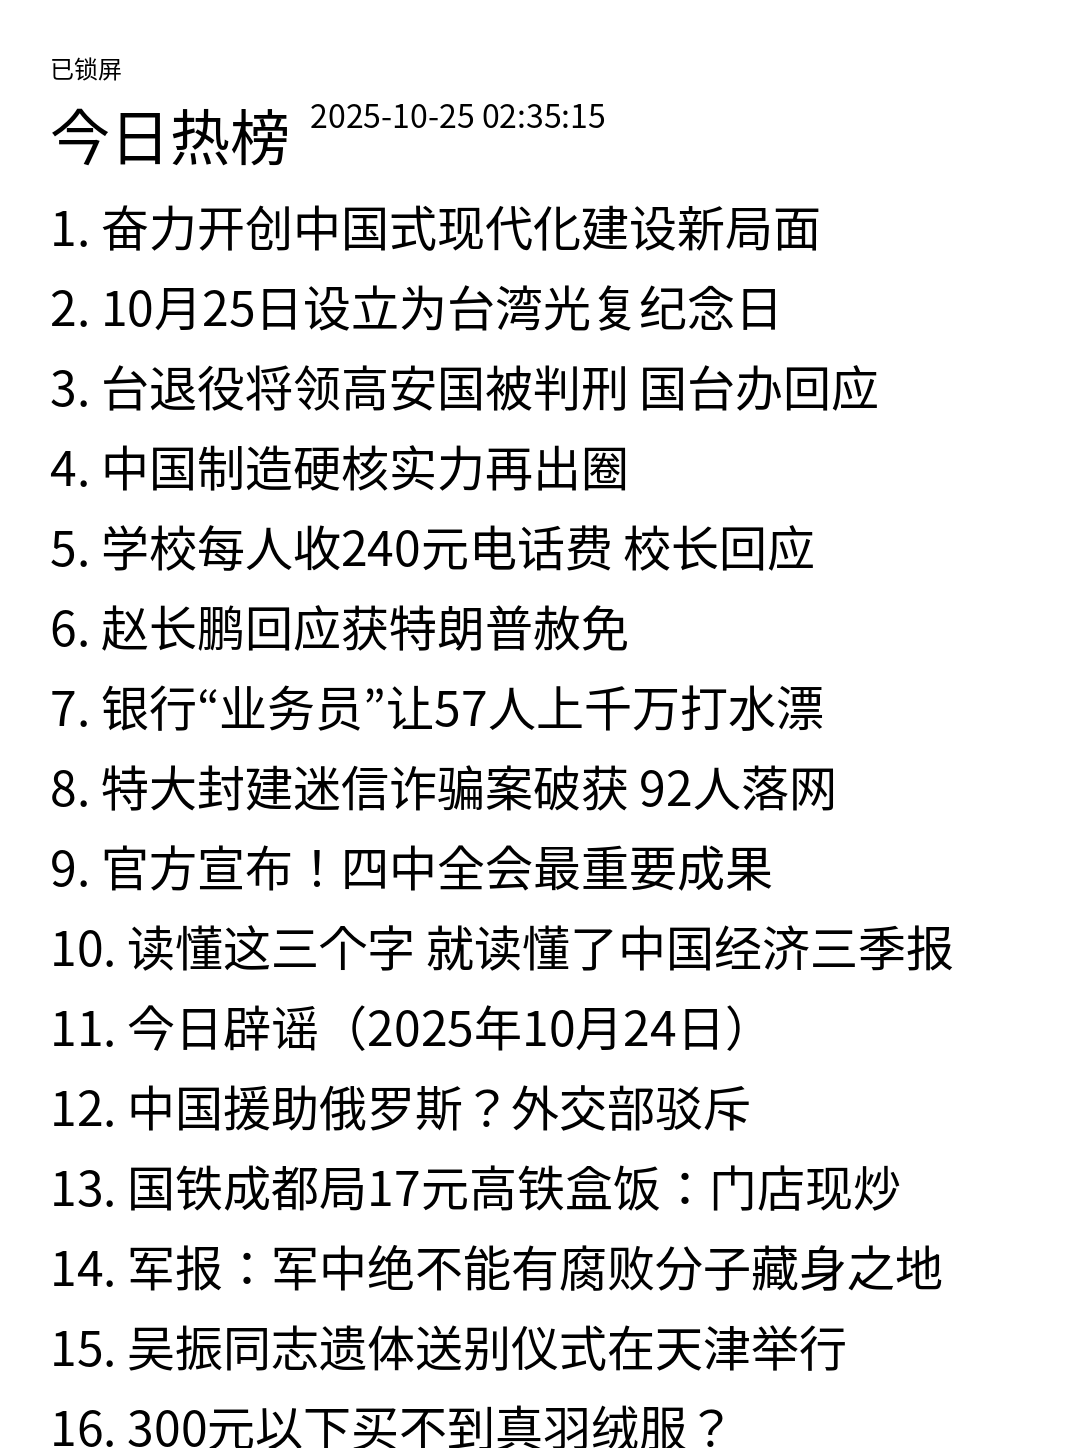 已锁屏
今日热榜 2025-10-25 02:35:15
1. 奋力开创中国式现代化建设新局面
2. 10月25日设立为台湾光复纪念日
3. 台退役将领高安国被判刑 国台办回应
4. 中国制造硬核实力再出圈
5. 学校每人收240元电话费 校长回应
6. 赵长鹏回应获特朗普赦免
7. 银行“业务员”让57人上千万打水漂
8. 特大封建迷信诈骗案破获 92人落网
9. 官方宣布！四中全会最重要成果
10. 读懂这三个字 就读懂了中国经济三季报
11. 今日辟谣（2025年10月24日）
12. 中国援助俄罗斯？外交部驳斥
13. 国铁成都局17元高铁盒饭：门店现炒
14. 军报：军中绝不能有腐败分子藏身之地
15. 吴振同志遗体送别仪式在天津举行
16. 300元以下买不到真羽绒服？